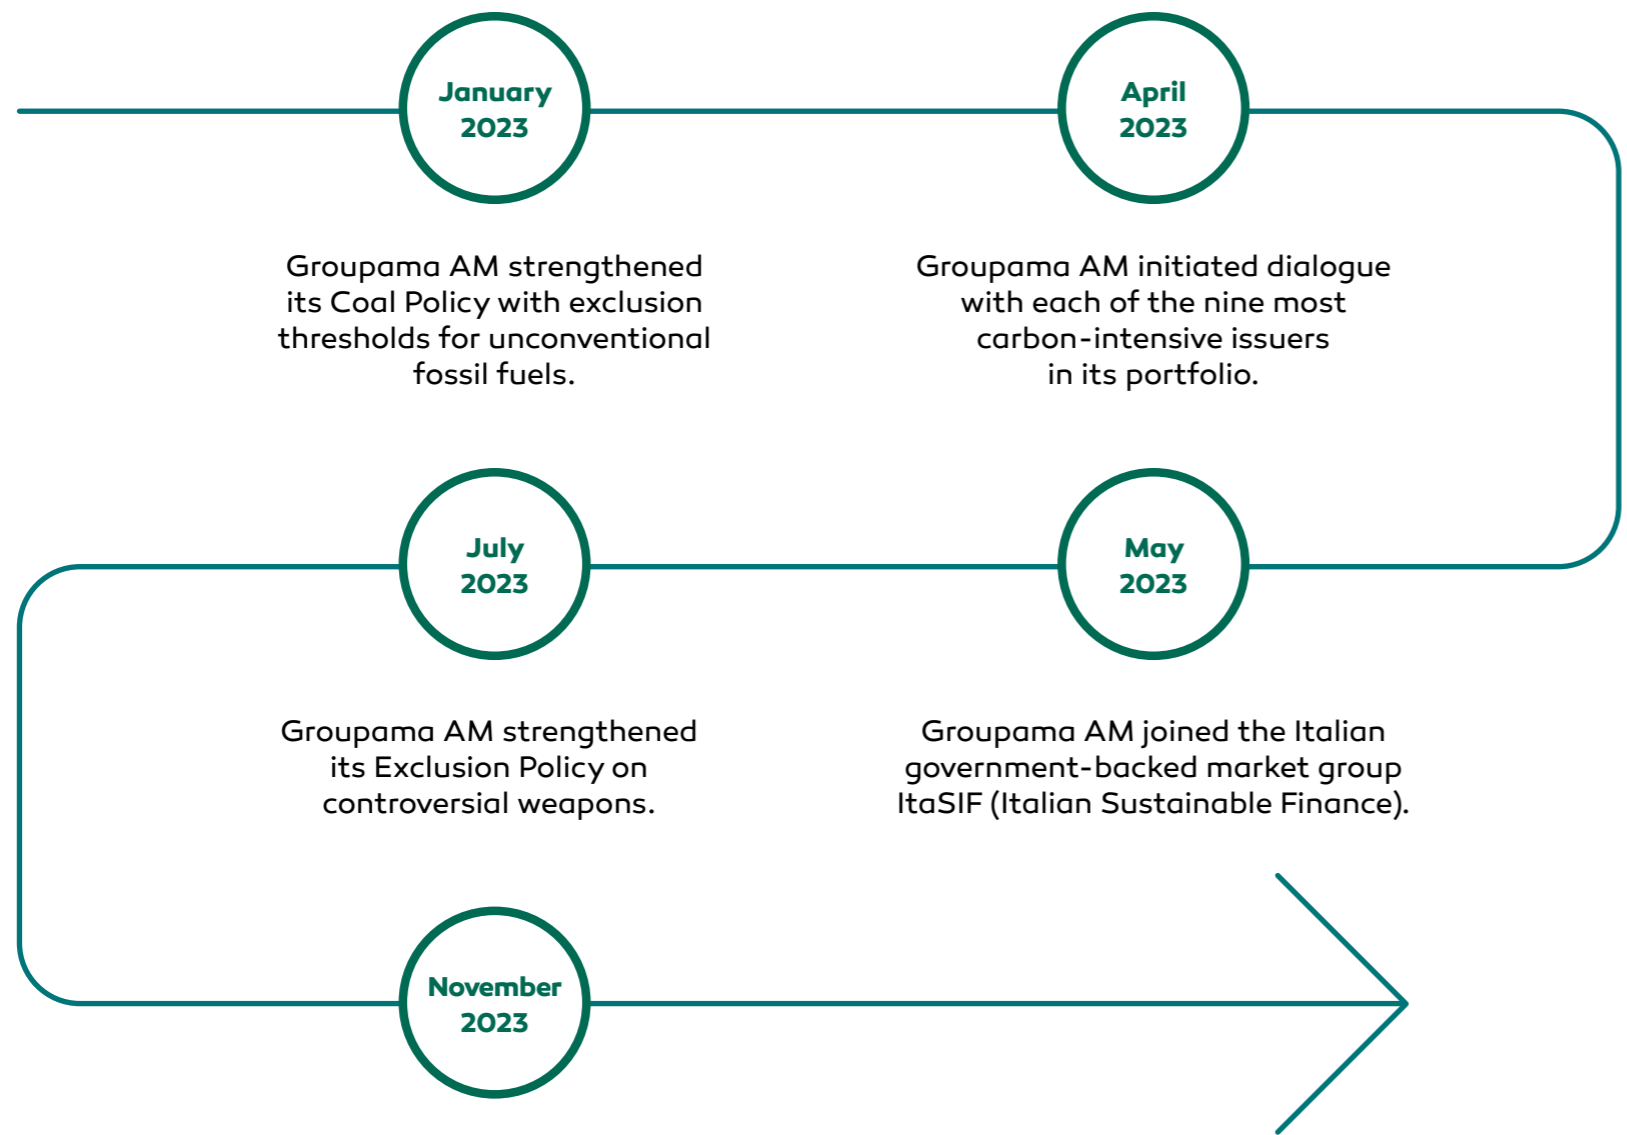 January
2023
Groupama AM strengthened
its Coal Policy with exclusion
thresholds for unconventional
fossil fuels.
April
2023
Groupama AM initiated dialogue
with each of the nine most
carbon-intensive issuers
in its portfolio.
May
2023
Groupama AM joined the Italian
government-backed market group
ItaSIF (Italian Sustainable Finance).
July
2023
Groupama AM strengthened
its Exclusion Policy on
controversial weapons.
November
2023